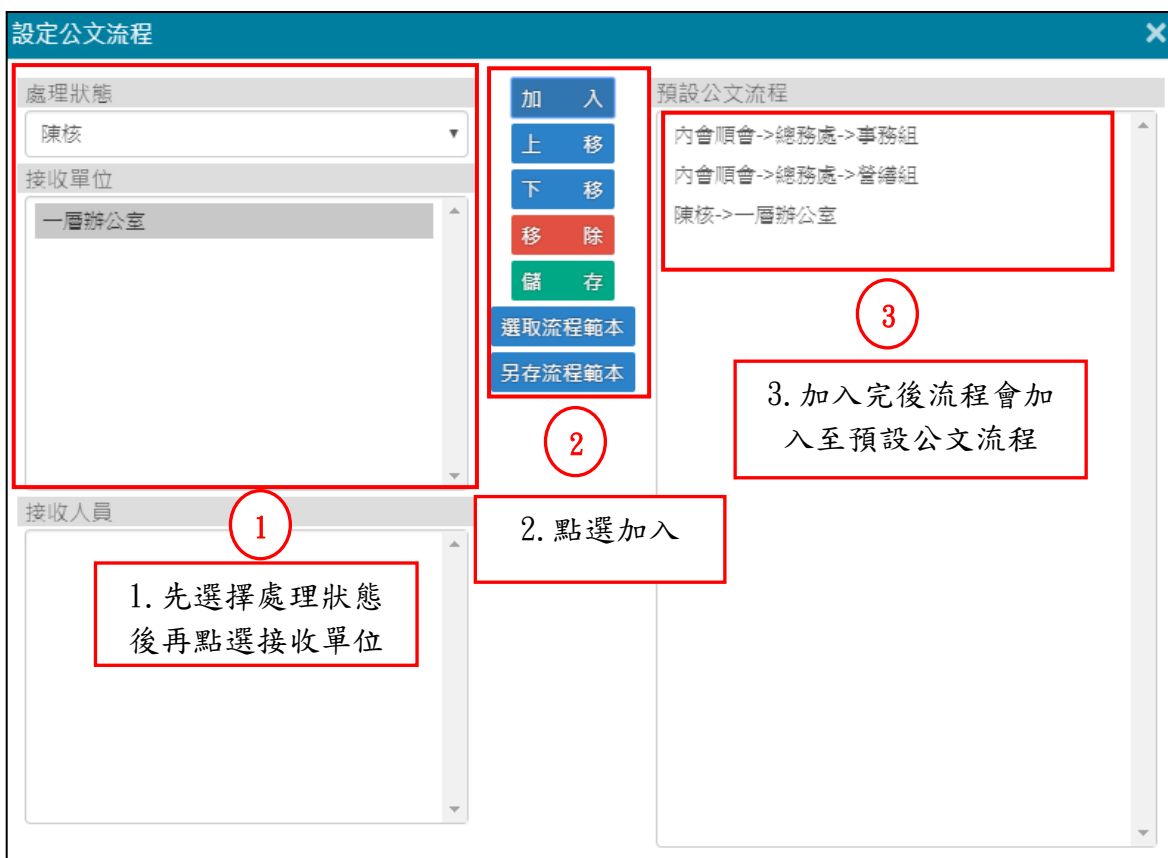 設定公文流程
處理狀態
陳核
接收單位
一層辦公室
接收人員
1
1.先選擇處理狀態
後再點選接收單位
加 入
上 移
下 移
移 除
儲 存
選取流程範本
另存流程範本
2
2.點選加入
預設公文流程
內會順會->總務處->事務組
內會順會->總務處->營繕組
陳核->一層辦公室
3
3.加入完後流程會加
入至預設公文流程